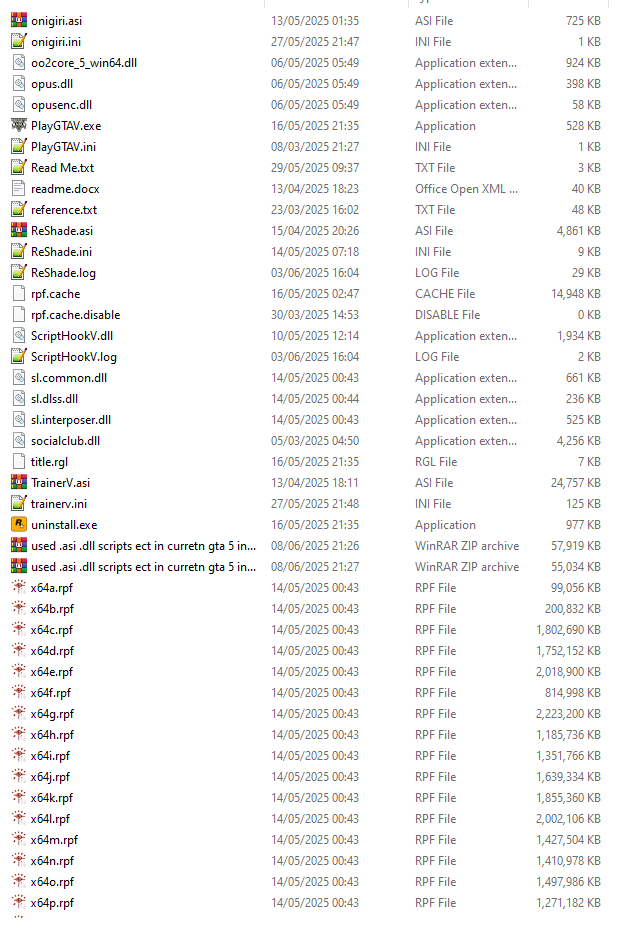 onigiri.asi 13/05/2025 01:35 ASI File 725 KB
onigiri.ini 27/05/2025 21:47 INI File 1 KB
oo2core_5_win64.dll 06/05/2025 05:49 Application exten... 924 KB
opus.dll 06/05/2025 05:49 Application exten... 398 KB
opusenc.dll 06/05/2025 05:49 Application exten... 58 KB
PlayGTAV.exe 16/05/2025 21:35 Application 528 KB
PlayGTAV.ini 08/03/2025 21:27 INI File 1 KB
Read Me.txt 29/05/2025 09:37 TXT File 3 KB
readme.docx 13/04/2025 18:23 Office Open XML ... 40 KB
reference.txt 23/03/2025 16:02 TXT File 48 KB
ReShade.asi 15/04/2025 20:26 ASI File 4,861 KB
ReShade.ini 14/05/2025 07:18 INI File 9 KB
ReShade.log 03/06/2025 16:04 LOG File 29 KB
rpf.cache 16/05/2025 02:47 CACHE File 14,948 KB
rpf.cache.disable 30/03/2025 14:53 DISABLE File 0 KB
ScriptHookV.dll 10/05/2025 12:14 Application exten... 1,934 KB
ScriptHookV.log 03/06/2025 16:04 LOG File 2 KB
sl.common.dll 14/05/2025 00:43 Application exten... 661 KB
sl.dlss.dll 14/05/2025 00:44 Application exten... 236 KB
sl.interposer.dll 14/05/2025 00:43 Application exten... 525 KB
socialclub.dll 05/03/2025 04:50 Application exten... 4,256 KB
title.rgl 16/05/2025 21:35 RGL File 7 KB
TrainerV.asi 13/04/2025 18:11 ASI File 24,757 KB
trainerv.ini 27/05/2025 21:48 INI File 125 KB
uninstall.exe 16/05/2025 21:35 Application 977 KB
used .asi .dll scripts ect in curretn gta 5 in... 08/06/2025 21:26 WinRAR ZIP archive 57,919 KB
used .asi .dll scripts ect in curretn gta 5 in... 08/06/2025 21:27 WinRAR ZIP archive 55,034 KB
x64a.rpf 14/05/2025 00:43 RPF File 99,056 KB
x64b.rpf 14/05/2025 00:43 RPF File 200,832 KB
x64c.rpf 14/05/2025 00:43 RPF File 1,802,690 KB
x64d.rpf 14/05/2025 00:43 RPF File 1,752,152 KB
x64e.rpf 14/05/2025 00:43 RPF File 2,018,900 KB
x64f.rpf 14/05/2025 00:43 RPF File 814,998 KB
x64g.rpf 14/05/2025 00:43 RPF File 2,223,200 KB
x64h.rpf 14/05/2025 00:43 RPF File 1,185,736 KB
x64i.rpf 14/05/2025 00:43 RPF File 1,351,766 KB
x64j.rpf 14/05/2025 00:43 RPF File 1,639,334 KB
x64k.rpf 14/05/2025 00:43 RPF File 1,855,360 KB
x64l.rpf 14/05/2025 00:43 RPF File 2,002,106 KB
x64m.rpf 14/05/2025 00:43 RPF File 1,427,504 KB
x64n.rpf 14/05/2025 00:43 RPF File 1,410,978 KB
x64o.rpf 14/05/2025 00:43 RPF File 1,497,986 KB
x64p.rpf 14/05/2025 00:43 RPF File 1,271,182 KB